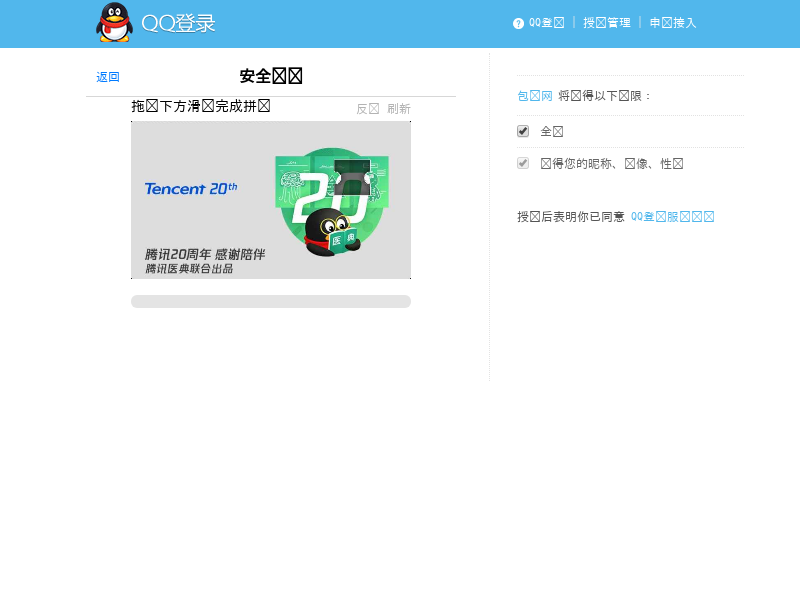 QQ登录
QQ登 | 授管理 | 申接入
返回
安全
拖下方滑完成拼
反 刷新
Tencent 20th
20
医典
腾讯20周年 感谢陪伴
腾讯医典联合出品
包网 将得以下限：
全
得您的昵称、像、性
授后表明你已同意 QQ登服